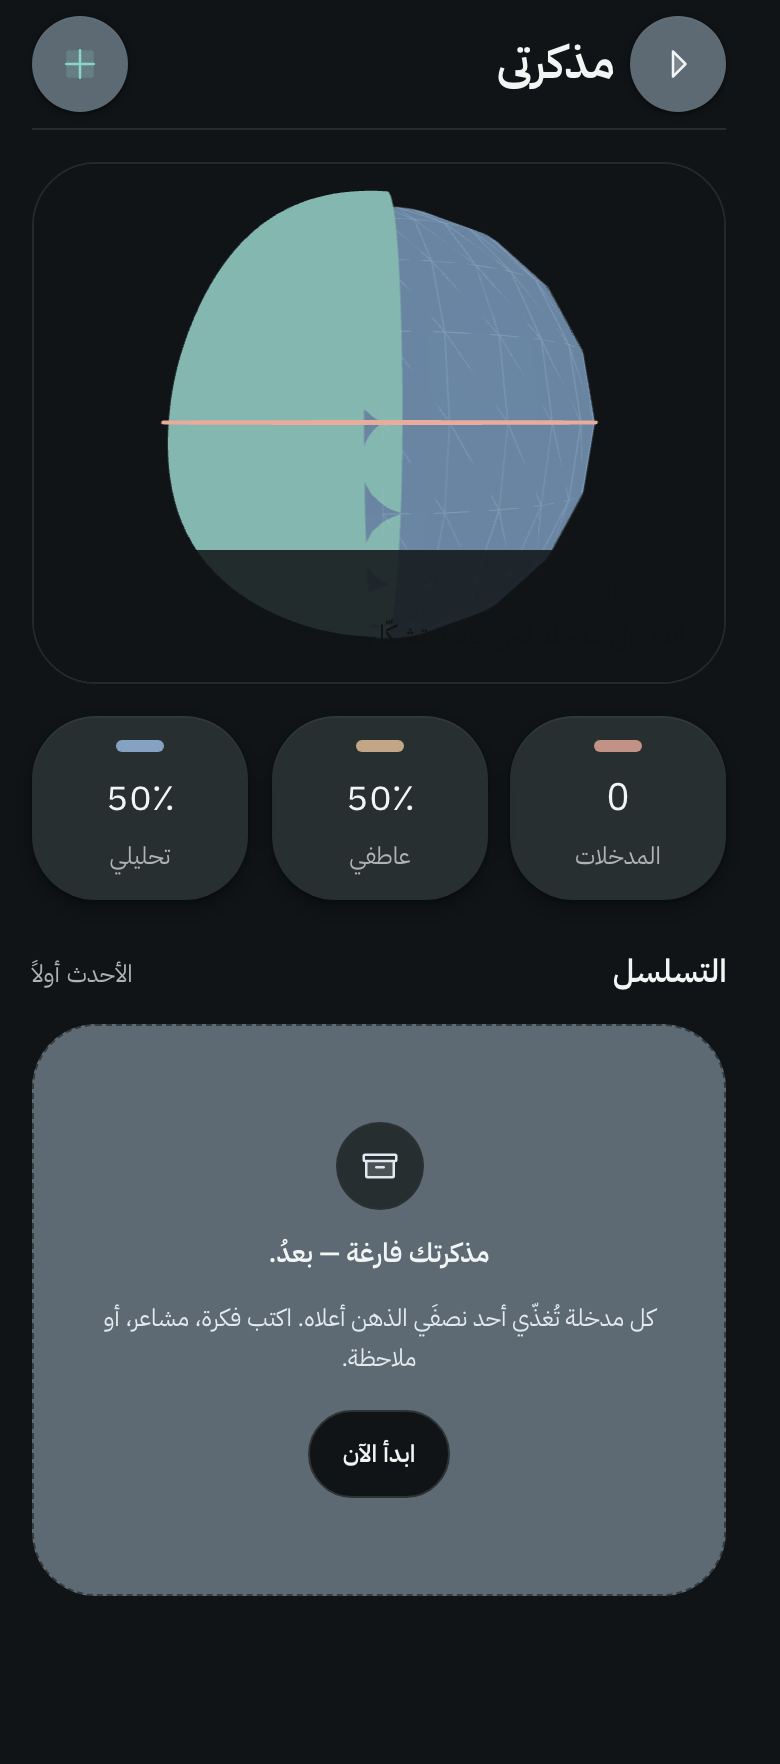 مذكرتى
0
المدخلات
50٪
عاطفي
50٪
تحليلي
التسلسل
الأحدث أولاً
مذكرتك فارغة — بعدُ.
كل مدخلة تُغذّي أحد نصفَي الذهن أعلاه. اكتب فكرة، مشاعر، أو
ملاحظة.
ابدأ الآن